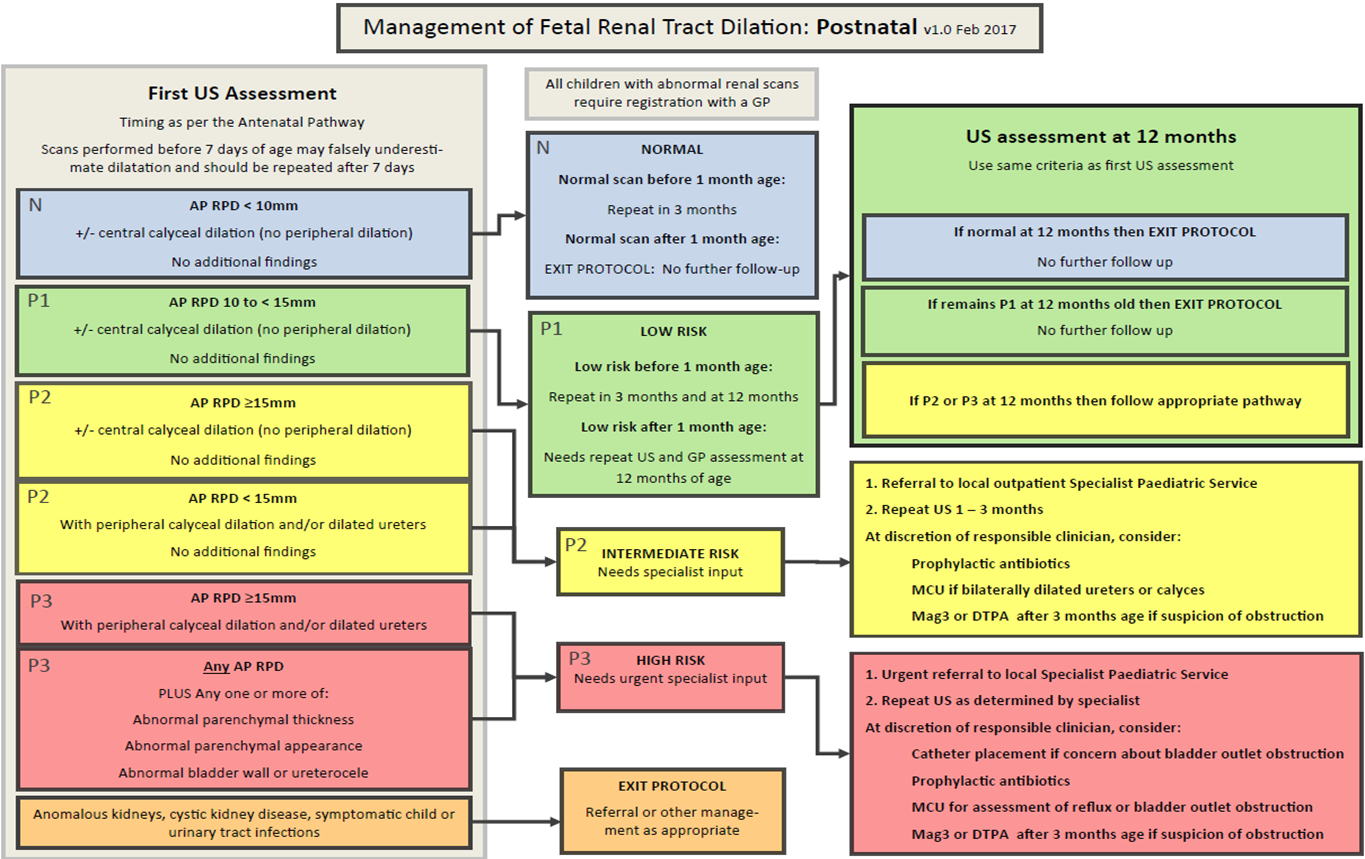 Management of Fetal Renal Tract Dilation: Postnatal v1.0 Feb 2017
First US Assessment
Timing as per the Antenatal Pathway
Scans performed before 7 days of age may falsely underesti-
mate dilatation and should be repeated after 7 days
N
AP RPD < 10mm
+/- central calyceal dilation (no peripheral dilation)
No additional findings
P1
AP RPD 10 to < 15mm
+/- central calyceal dilation (no peripheral dilation)
No additional findings
P2
AP RPD ≥15mm
+/- central calyceal dilation (no peripheral dilation)
No additional findings
P2
AP RPD < 15mm
With peripheral calyceal dilation and/or dilated ureters
No additional findings
P3
AP RPD ≥15mm
With peripheral calyceal dilation and/or dilated ureters
P3
Any AP RPD
PLUS Any one or more of:
Abnormal parenchymal thickness
Abnormal parenchymal appearance
Abnormal bladder wall or ureterocele
Anomalous kidneys, cystic kidney disease, symptomatic child or
urinary tract infections
All children with abnormal renal scans
require registration with a GP
N
NORMAL
Normal scan before 1 month age:
Repeat in 3 months
Normal scan after 1 month age:
EXIT PROTOCOL: No further follow-up
P1
LOW RISK
Low risk before 1 month age:
Repeat in 3 months and at 12 months
Low risk after 1 month age:
Needs repeat US and GP assessment at
12 months of age
P2
INTERMEDIATE RISK
Needs specialist input
P3
HIGH RISK
Needs urgent specialist input
EXIT PROTOCOL
Referral or other manage-
ment as appropriate
US assessment at 12 months
Use same criteria as first US assessment
If normal at 12 months then EXIT PROTOCOL
No further follow up
If remains P1 at 12 months old then EXIT PROTOCOL
No further follow up
If P2 or P3 at 12 months then follow appropriate pathway
1. Referral to local outpatient Specialist Paediatric Service
2. Repeat US 1 – 3 months
At discretion of responsible clinician, consider:
Prophylactic antibiotics
MCU if bilaterally dilated ureters or calyces
Mag3 or DTPA after 3 months age if suspicion of obstruction
1. Urgent referral to local Specialist Paediatric Service
2. Repeat US as determined by specialist
At discretion of responsible clinician, consider:
Catheter placement if concern about bladder outlet obstruction
Prophylactic antibiotics
MCU for assessment of reflux or bladder outlet obstruction
Mag3 or DTPA after 3 months age if suspicion of obstruction